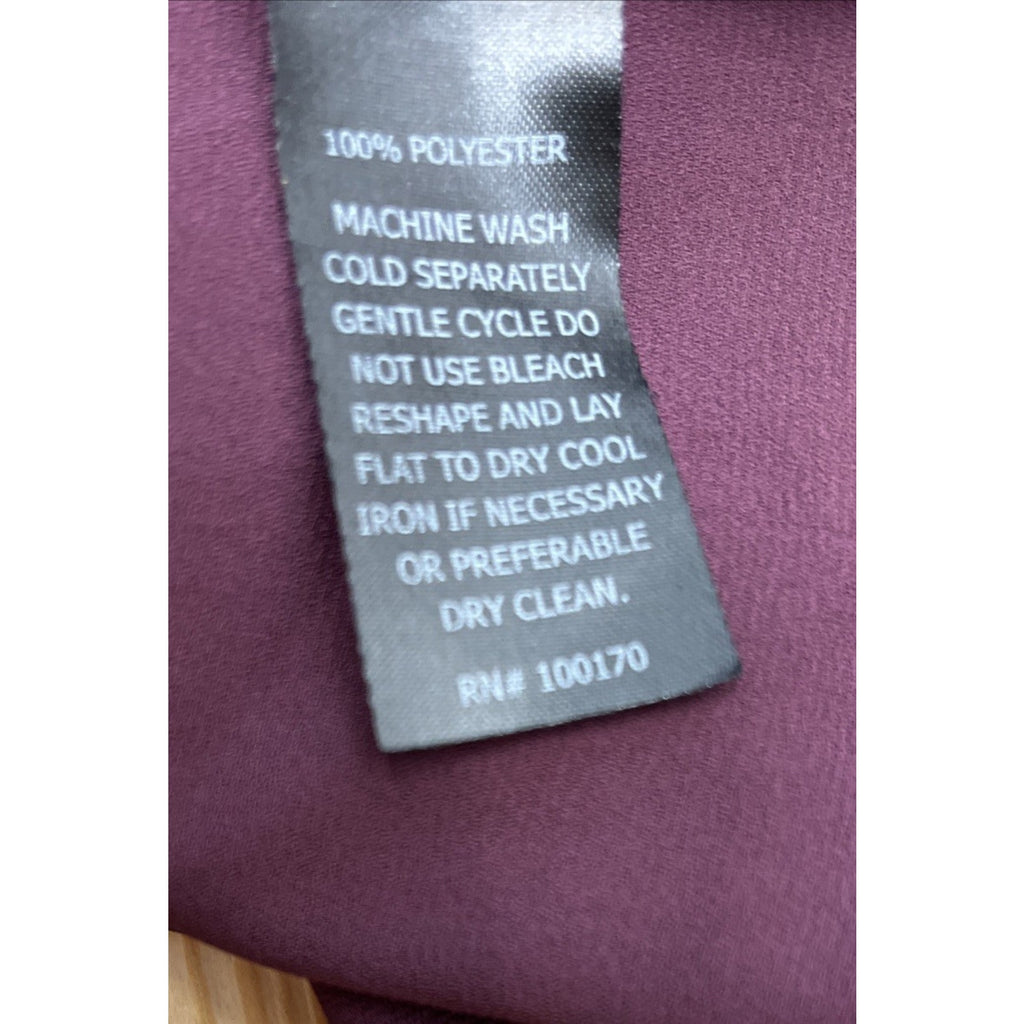 100% POLYESTER
MACHINE WASH
COLD SEPARATELY
GENTLE CYCLE DO
NOT USE BLEACH
RESHAPE AND LAY
FLAT TO DRY COOL
IRON IF NECESSARY
OR PREFERABLE
DRY CLEAN.
RN# 100170